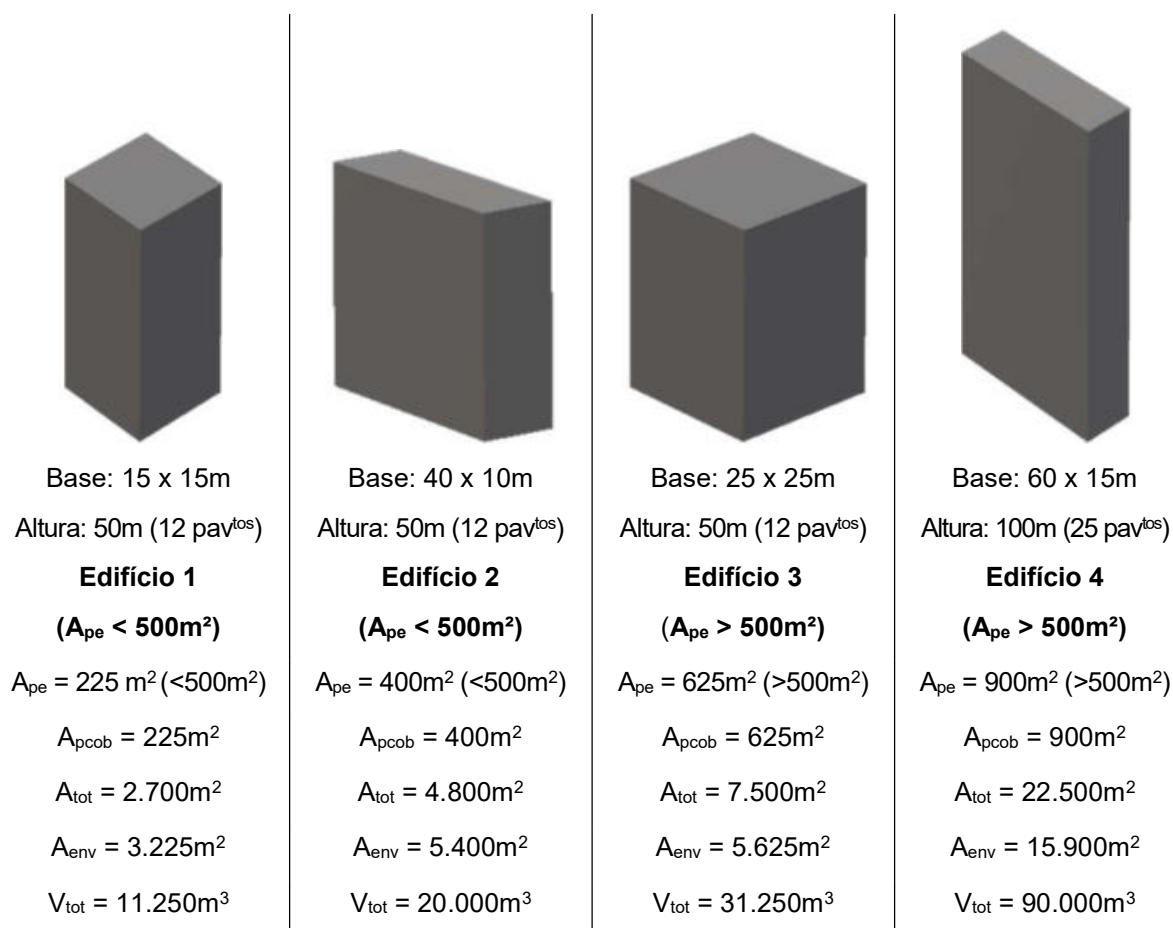 Base: 15 x 15m
Altura: 50m (12 pavtos)
Edifício 1
(Ape < 500m²)
Ape = 225 m² (<500m²)
Apcob = 225m²
Atot = 2.700m²
Aenv = 3.225m²
Vtot = 11.250m³
Base: 40 x 10m
Altura: 50m (12 pavtos)
Edifício 2
(Ape < 500m²)
Ape = 400m² (<500m²)
Apcob = 400m²
Atot = 4.800m²
Aenv = 5.400m²
Vtot = 20.000m³
Base: 25 x 25m
Altura: 50m (12 pavtos)
Edifício 3
(Ape > 500m²)
Ape = 625m² (>500m²)
Apcob = 625m²
Atot = 7.500m²
Aenv = 5.625m²
Vtot = 31.250m³
Base: 60 x 15m
Altura: 100m (25 pavtos)
Edifício 4
(Ape > 500m²)
Ape = 900m² (>500m²)
Apcob = 900m²
Atot = 22.500m²
Aenv = 15.900m²
Vtot = 90.000m³